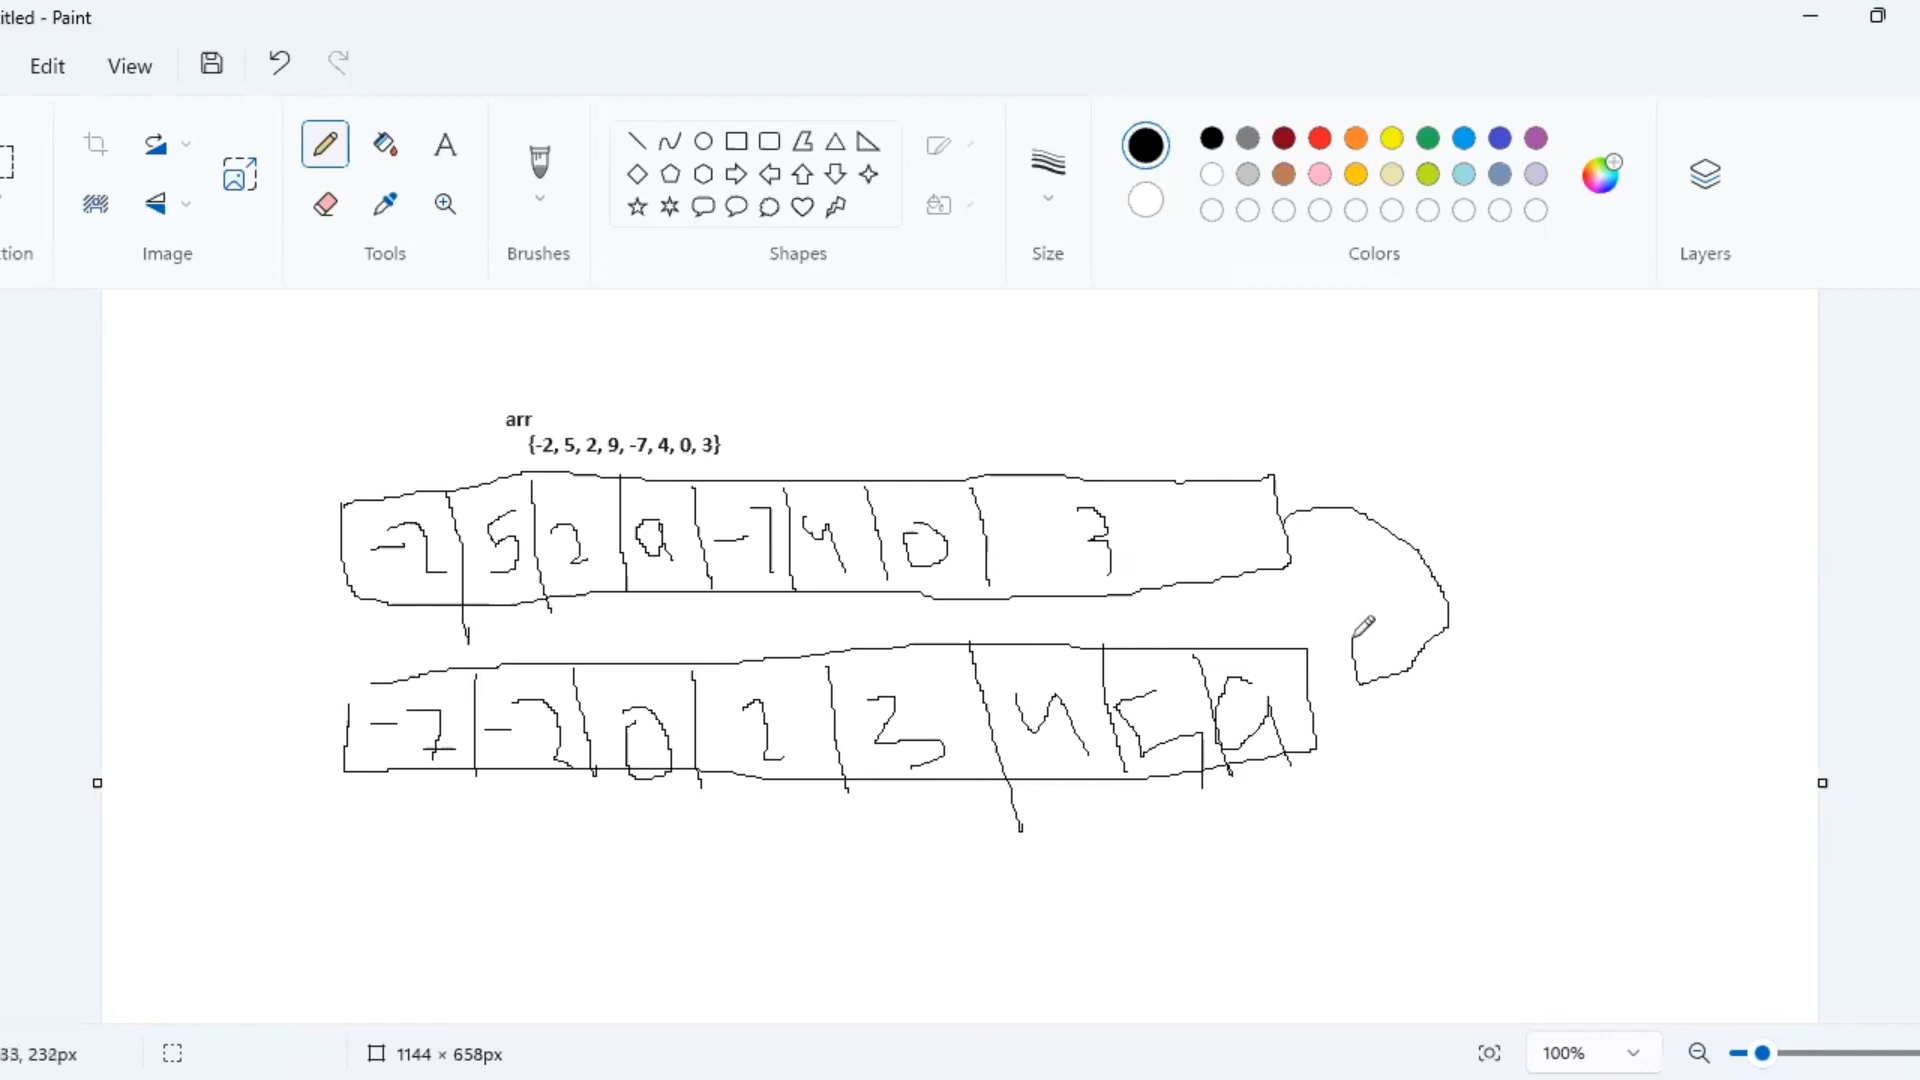 itled - Paint
Edit View
tion Image Tools Brushes Shapes Size Colors Layers
arr
{-2, 5, 2, 9, -7, 4, 0, 3}
-2 5 2 9 -7 4 0 3
-7 -2 0 2 3 4 5 9
33, 232px 1144 × 658px 100%